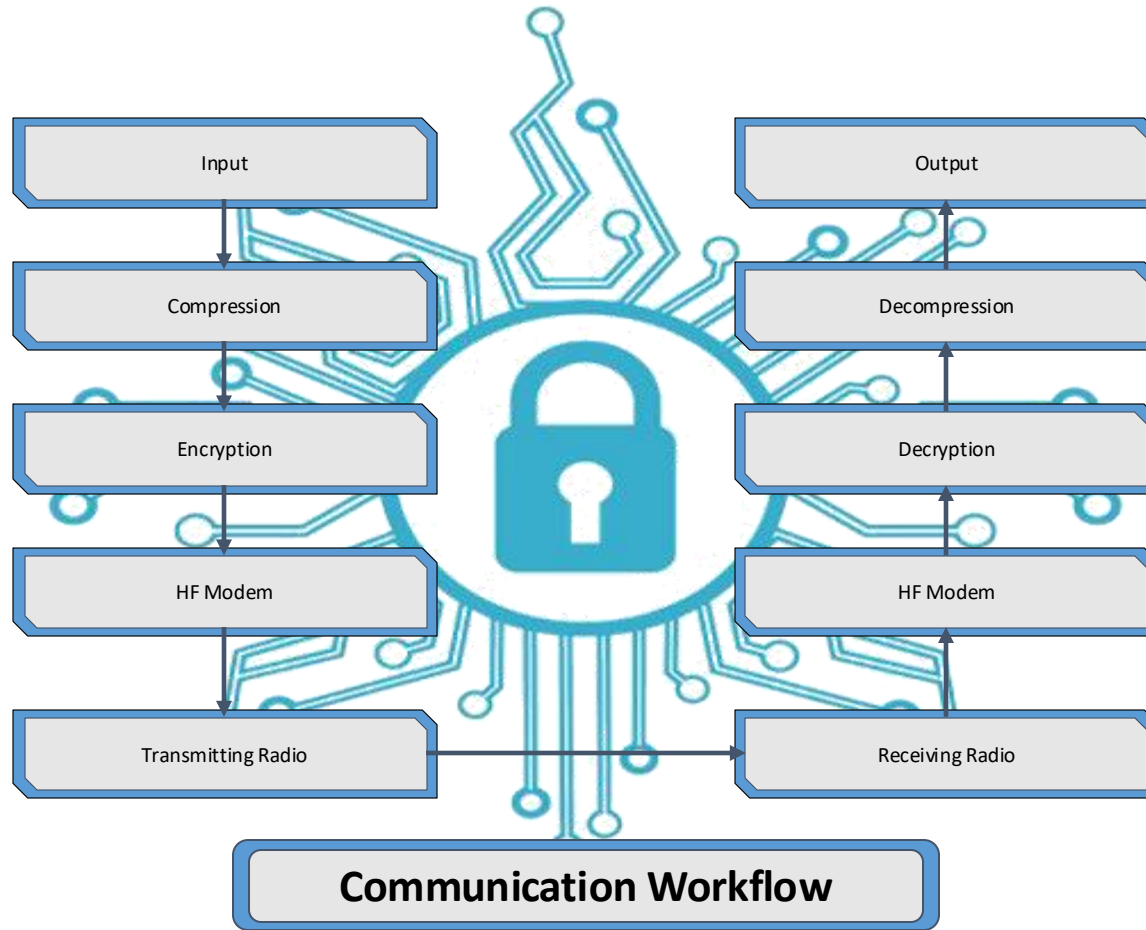 Input
Compression
Encryption
HF Modem
Transmitting Radio
Output
Decompression
Decryption
HF Modem
Receiving Radio
Communication Workflow